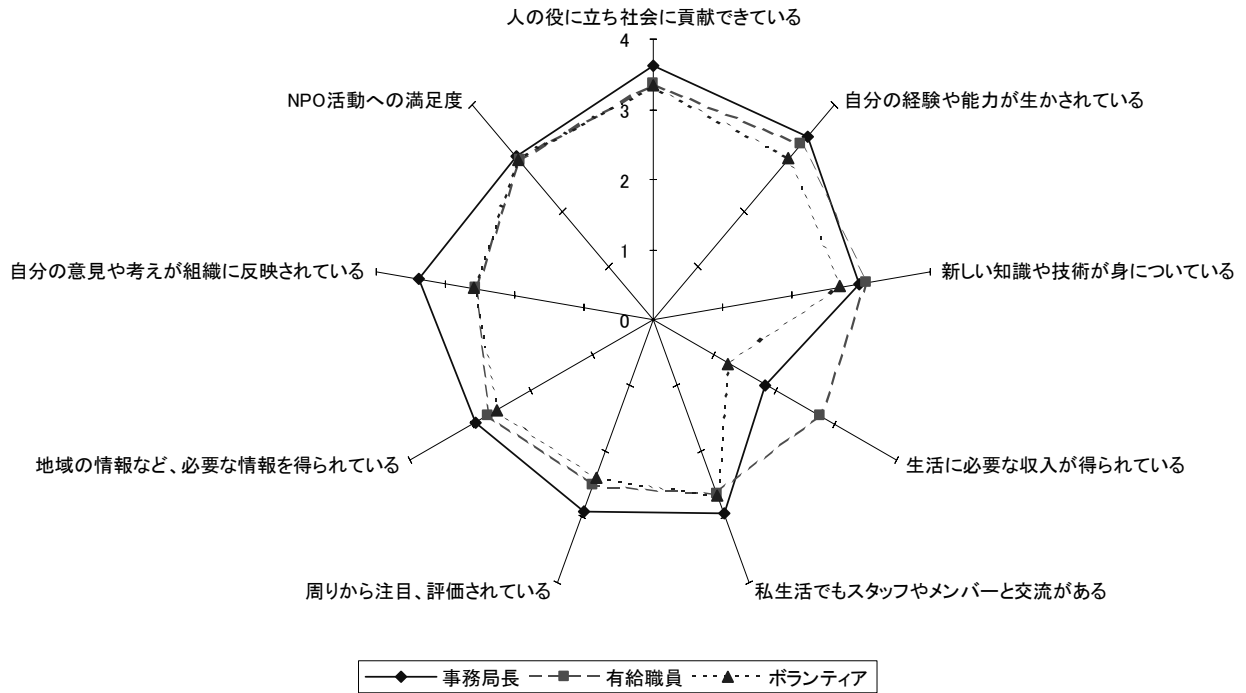 人の役に立ち社会に貢献できている
4
NPO活動への満足度
自分の経験や能力が生かされている
3
2
自分の意見や考えが組織に反映されている
新しい知識や技術が身についている
1
0
地域の情報など、必要な情報を得られている
生活に必要な収入が得られている
周りから注目、評価されている
私生活でもスタッフやメンバーと交流がある
事務局長 有給職員 ボランティア